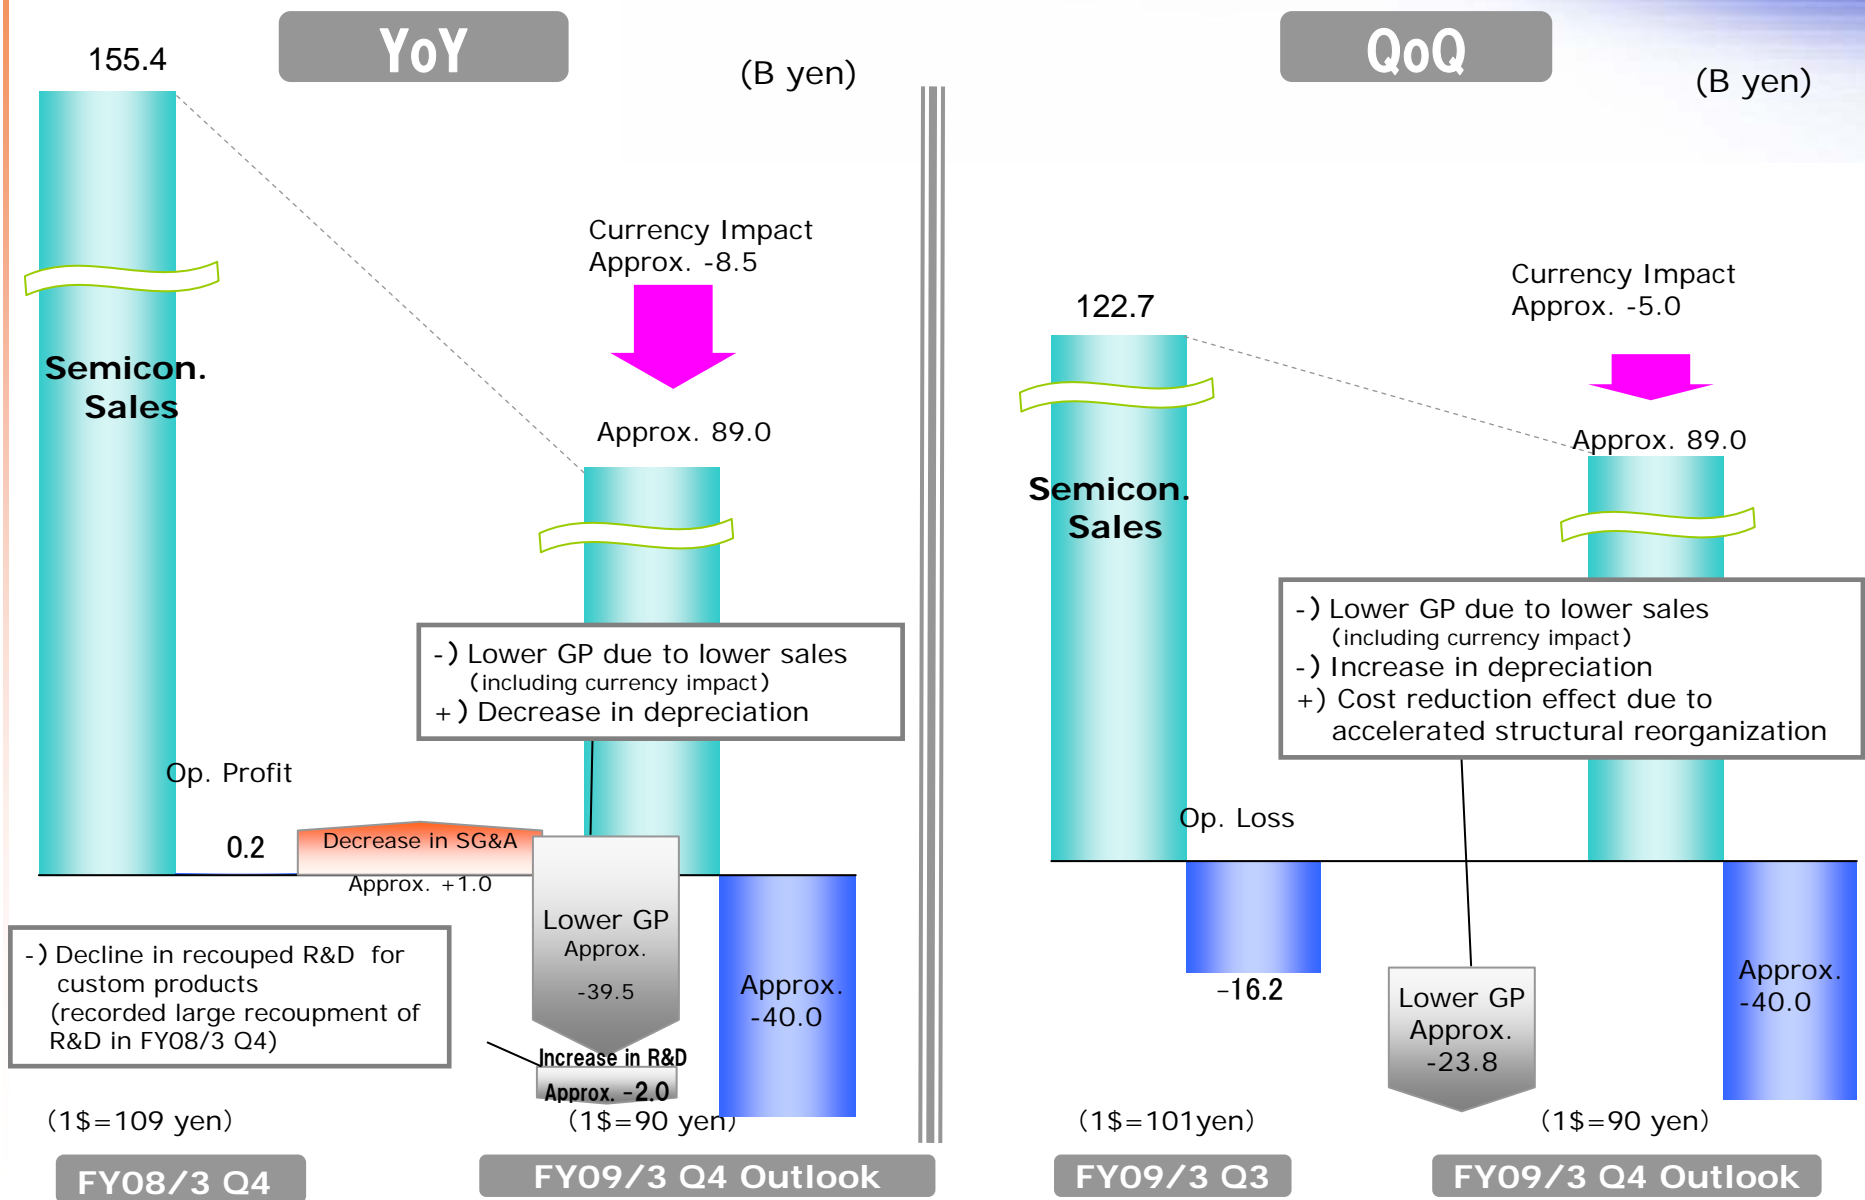 YoY
(B yen)
155.4
Semicon.
Sales
Currency Impact
Approx. -8.5
Approx. 89.0
-) Lower GP due to lower sales
(including currency impact)
+) Decrease in depreciation
Op. Profit
0.2
Decrease in SG&A
Approx. +1.0
Lower GP
Approx.
-39.5
Approx.
-40.0
-) Decline in recouped R&D for
custom products
(recorded large recoupment of
R&D in FY08/3 Q4)
Increase in R&D
Approx. -2.0
(1$=109 yen)
(1$=90 yen)
FY08/3 Q4
FY09/3 Q4 Outlook
QoQ
(B yen)
122.7
Semicon.
Sales
Currency Impact
Approx. -5.0
Approx. 89.0
-) Lower GP due to lower sales
(including currency impact)
-) Increase in depreciation
+) Cost reduction effect due to
accelerated structural reorganization
Op. Loss
-16.2
Lower GP
Approx.
-23.8
Approx.
-40.0
(1$=101yen)
(1$=90 yen)
FY09/3 Q3
FY09/3 Q4 Outlook